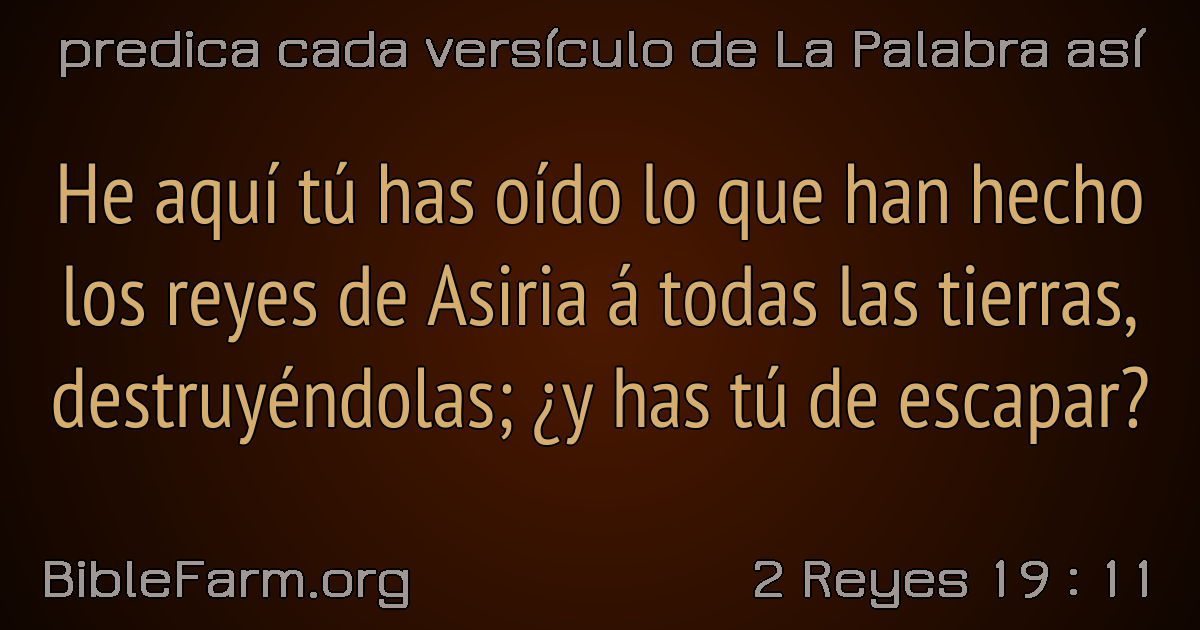 predica cada versículo de La Palabra así
He aquí tú has oído lo que han hecho
los reyes de Asiria á todas las tierras,
destruyéndolas; ¿y has tú de escapar?
BibleFarm.org
2 Reyes 19 : 11